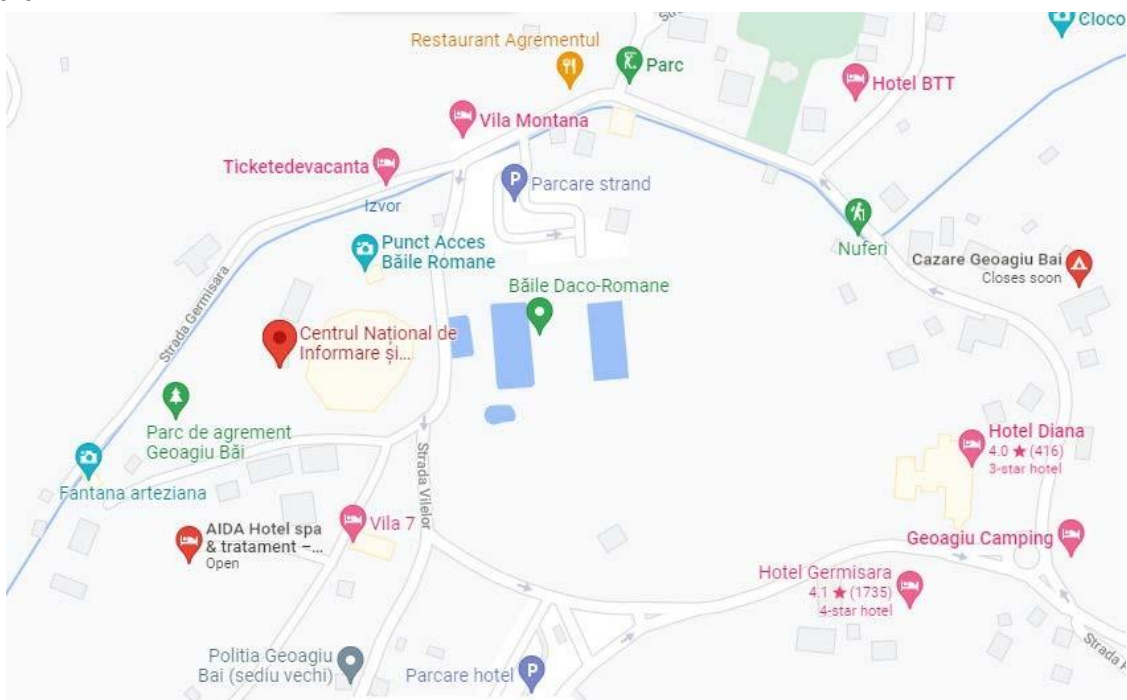 Cloco
Restaurant Agrementul
Parc
Hotel BTT
Vila Montana
Ticketedevacanta
Parcare strand
Izvor
Nuferi
Punct Acces
Băile Romane
Cazare Geoagiu Bai
Closes soon
Băile Daco-Romane
Strada Germisara
Centrul Național de
Informare și...
Parc de agrement
Geoagiu Băi
Hotel Diana
4.0 ★ (416)
3-star hotel
Fantana arteziana
Strada Vilelor
AIDA Hotel spa
& tratament –...
Open
Vila 7
Geoagiu Camping
Hotel Germisara
4.1 ★ (1735)
4-star hotel
Politia Geoagiu
Bai (sediu vechi)
Parcare hotel
Strada